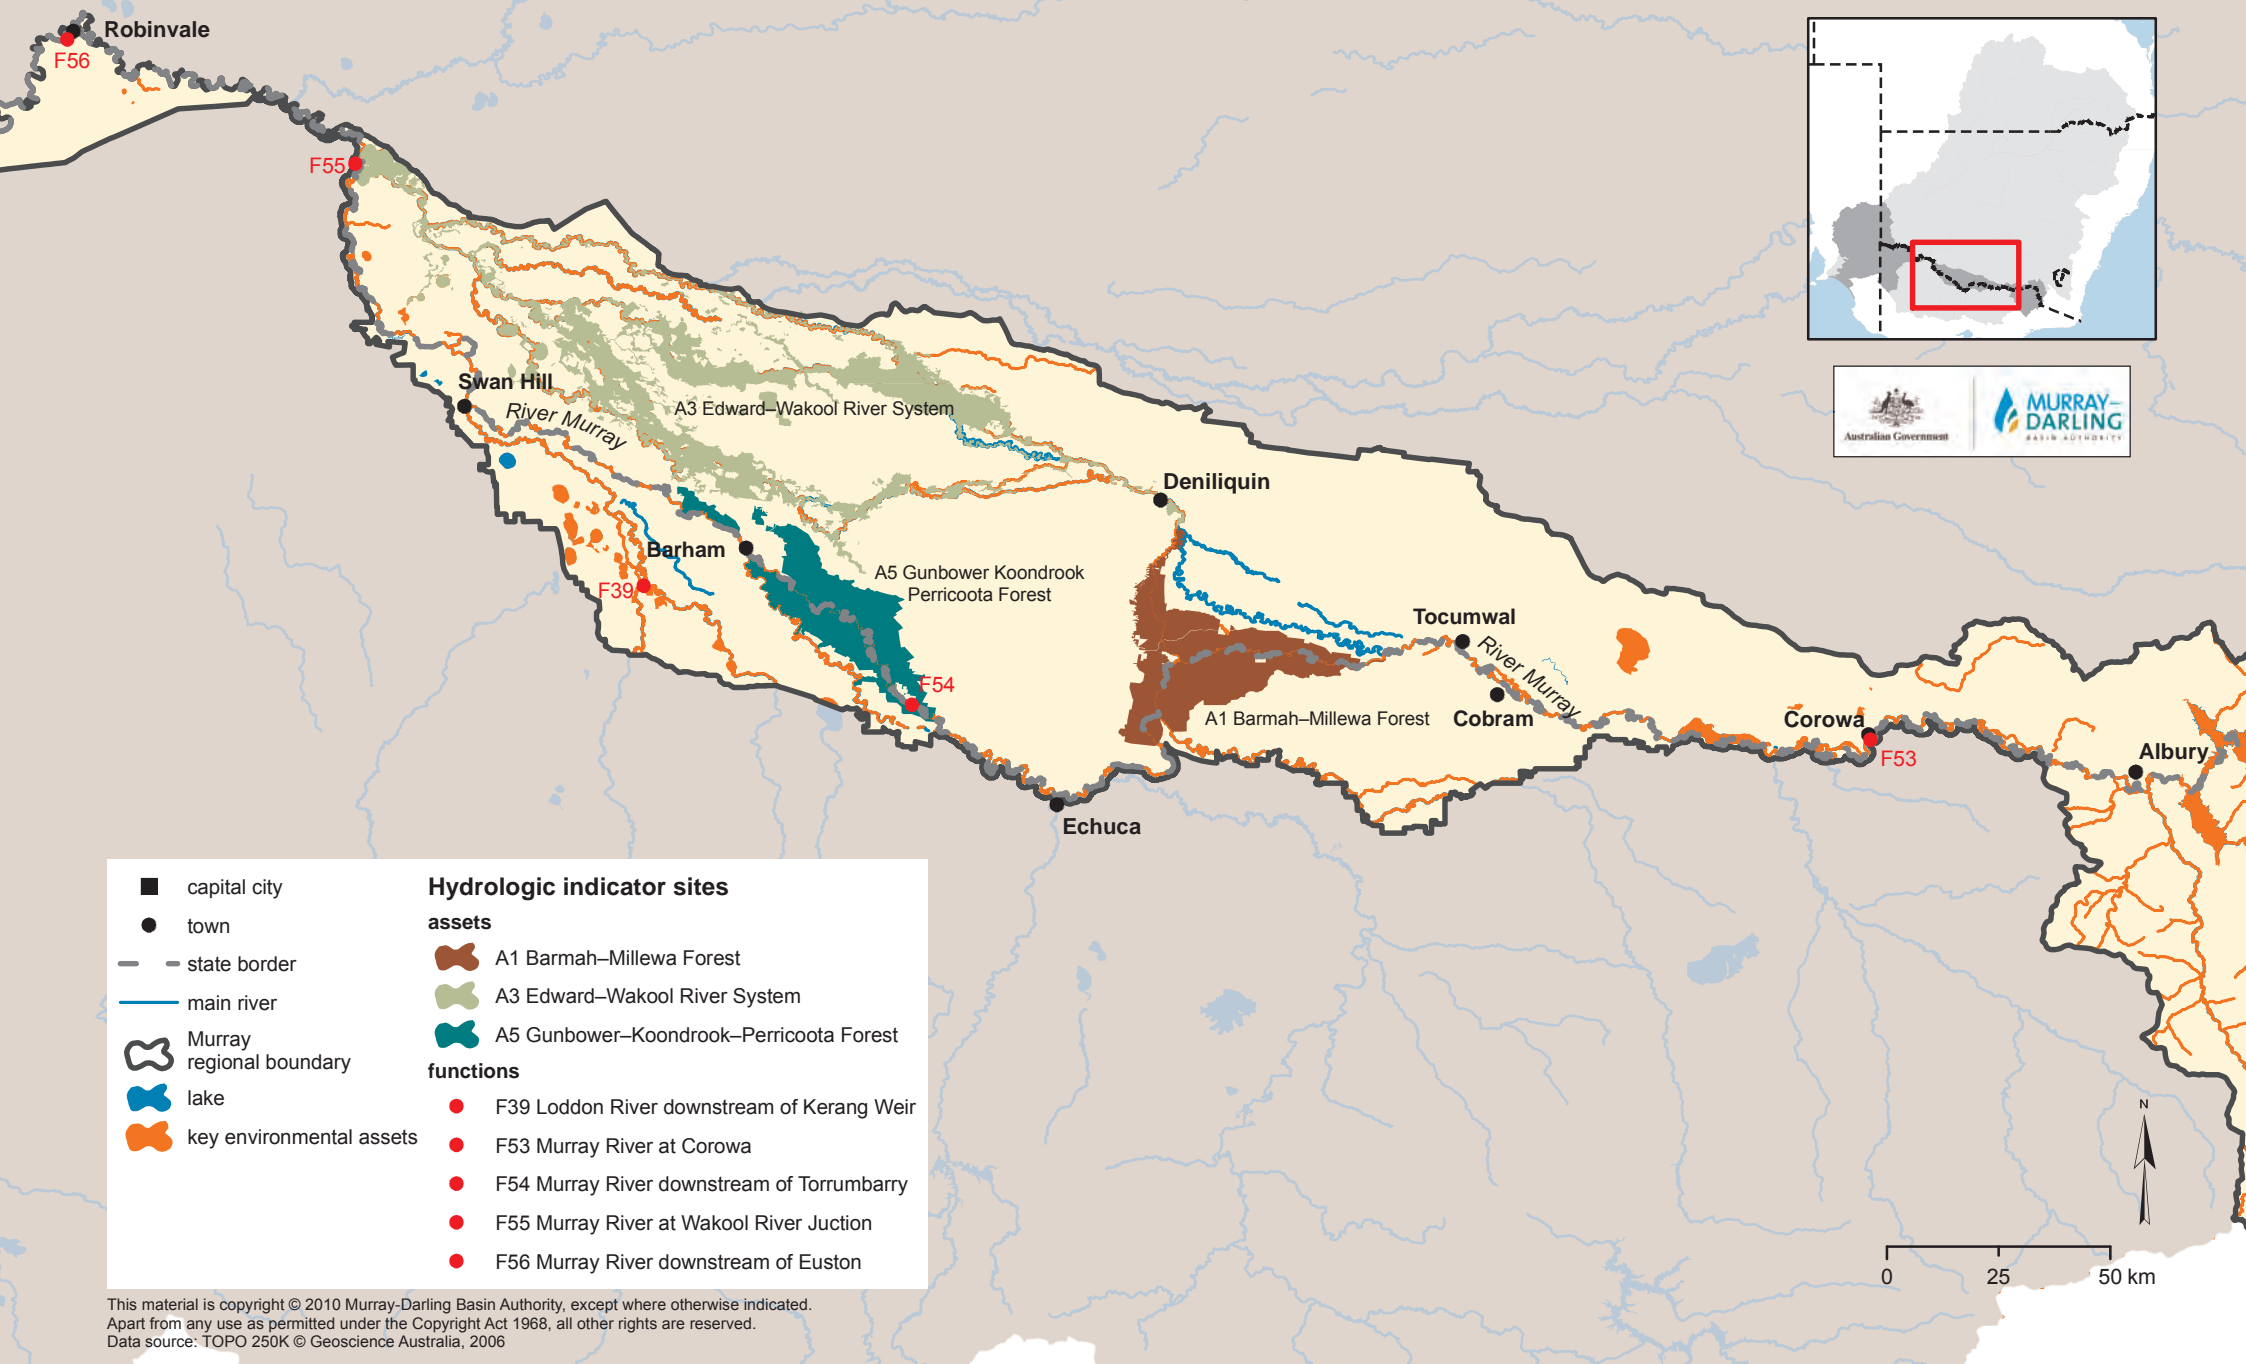 Robinvale
F56
F55
Swan Hill
River Murray
A3 Edward–Wakool River System
Deniliquin
Barham
F39
A5 Gunbower Koondrook
Perricoota Forest
F54
Tocumwal
River Murray
A1 Barmah–Millewa Forest
Cobram
Corowa
F53
Albury
Echuca
Australian Government
MURRAY–
DARLING
BASIN AUTHORITY
capital city
town
state border
main river
Murray
regional boundary
lake
key environmental assets
Hydrologic indicator sites
assets
A1 Barmah–Millewa Forest
A3 Edward–Wakool River System
A5 Gunbower–Koondrook–Perricoota Forest
functions
F39 Loddon River downstream of Kerang Weir
F53 Murray River at Corowa
F54 Murray River downstream of Torrumbarry
F55 Murray River at Wakool River Juction
F56 Murray River downstream of Euston
N
0 25 50 km
This material is copyright © 2010 Murray-Darling Basin Authority, except where otherwise indicated.
Apart from any use as permitted under the Copyright Act 1968, all other rights are reserved.
Data source: TOPO 250K © Geoscience Australia, 2006